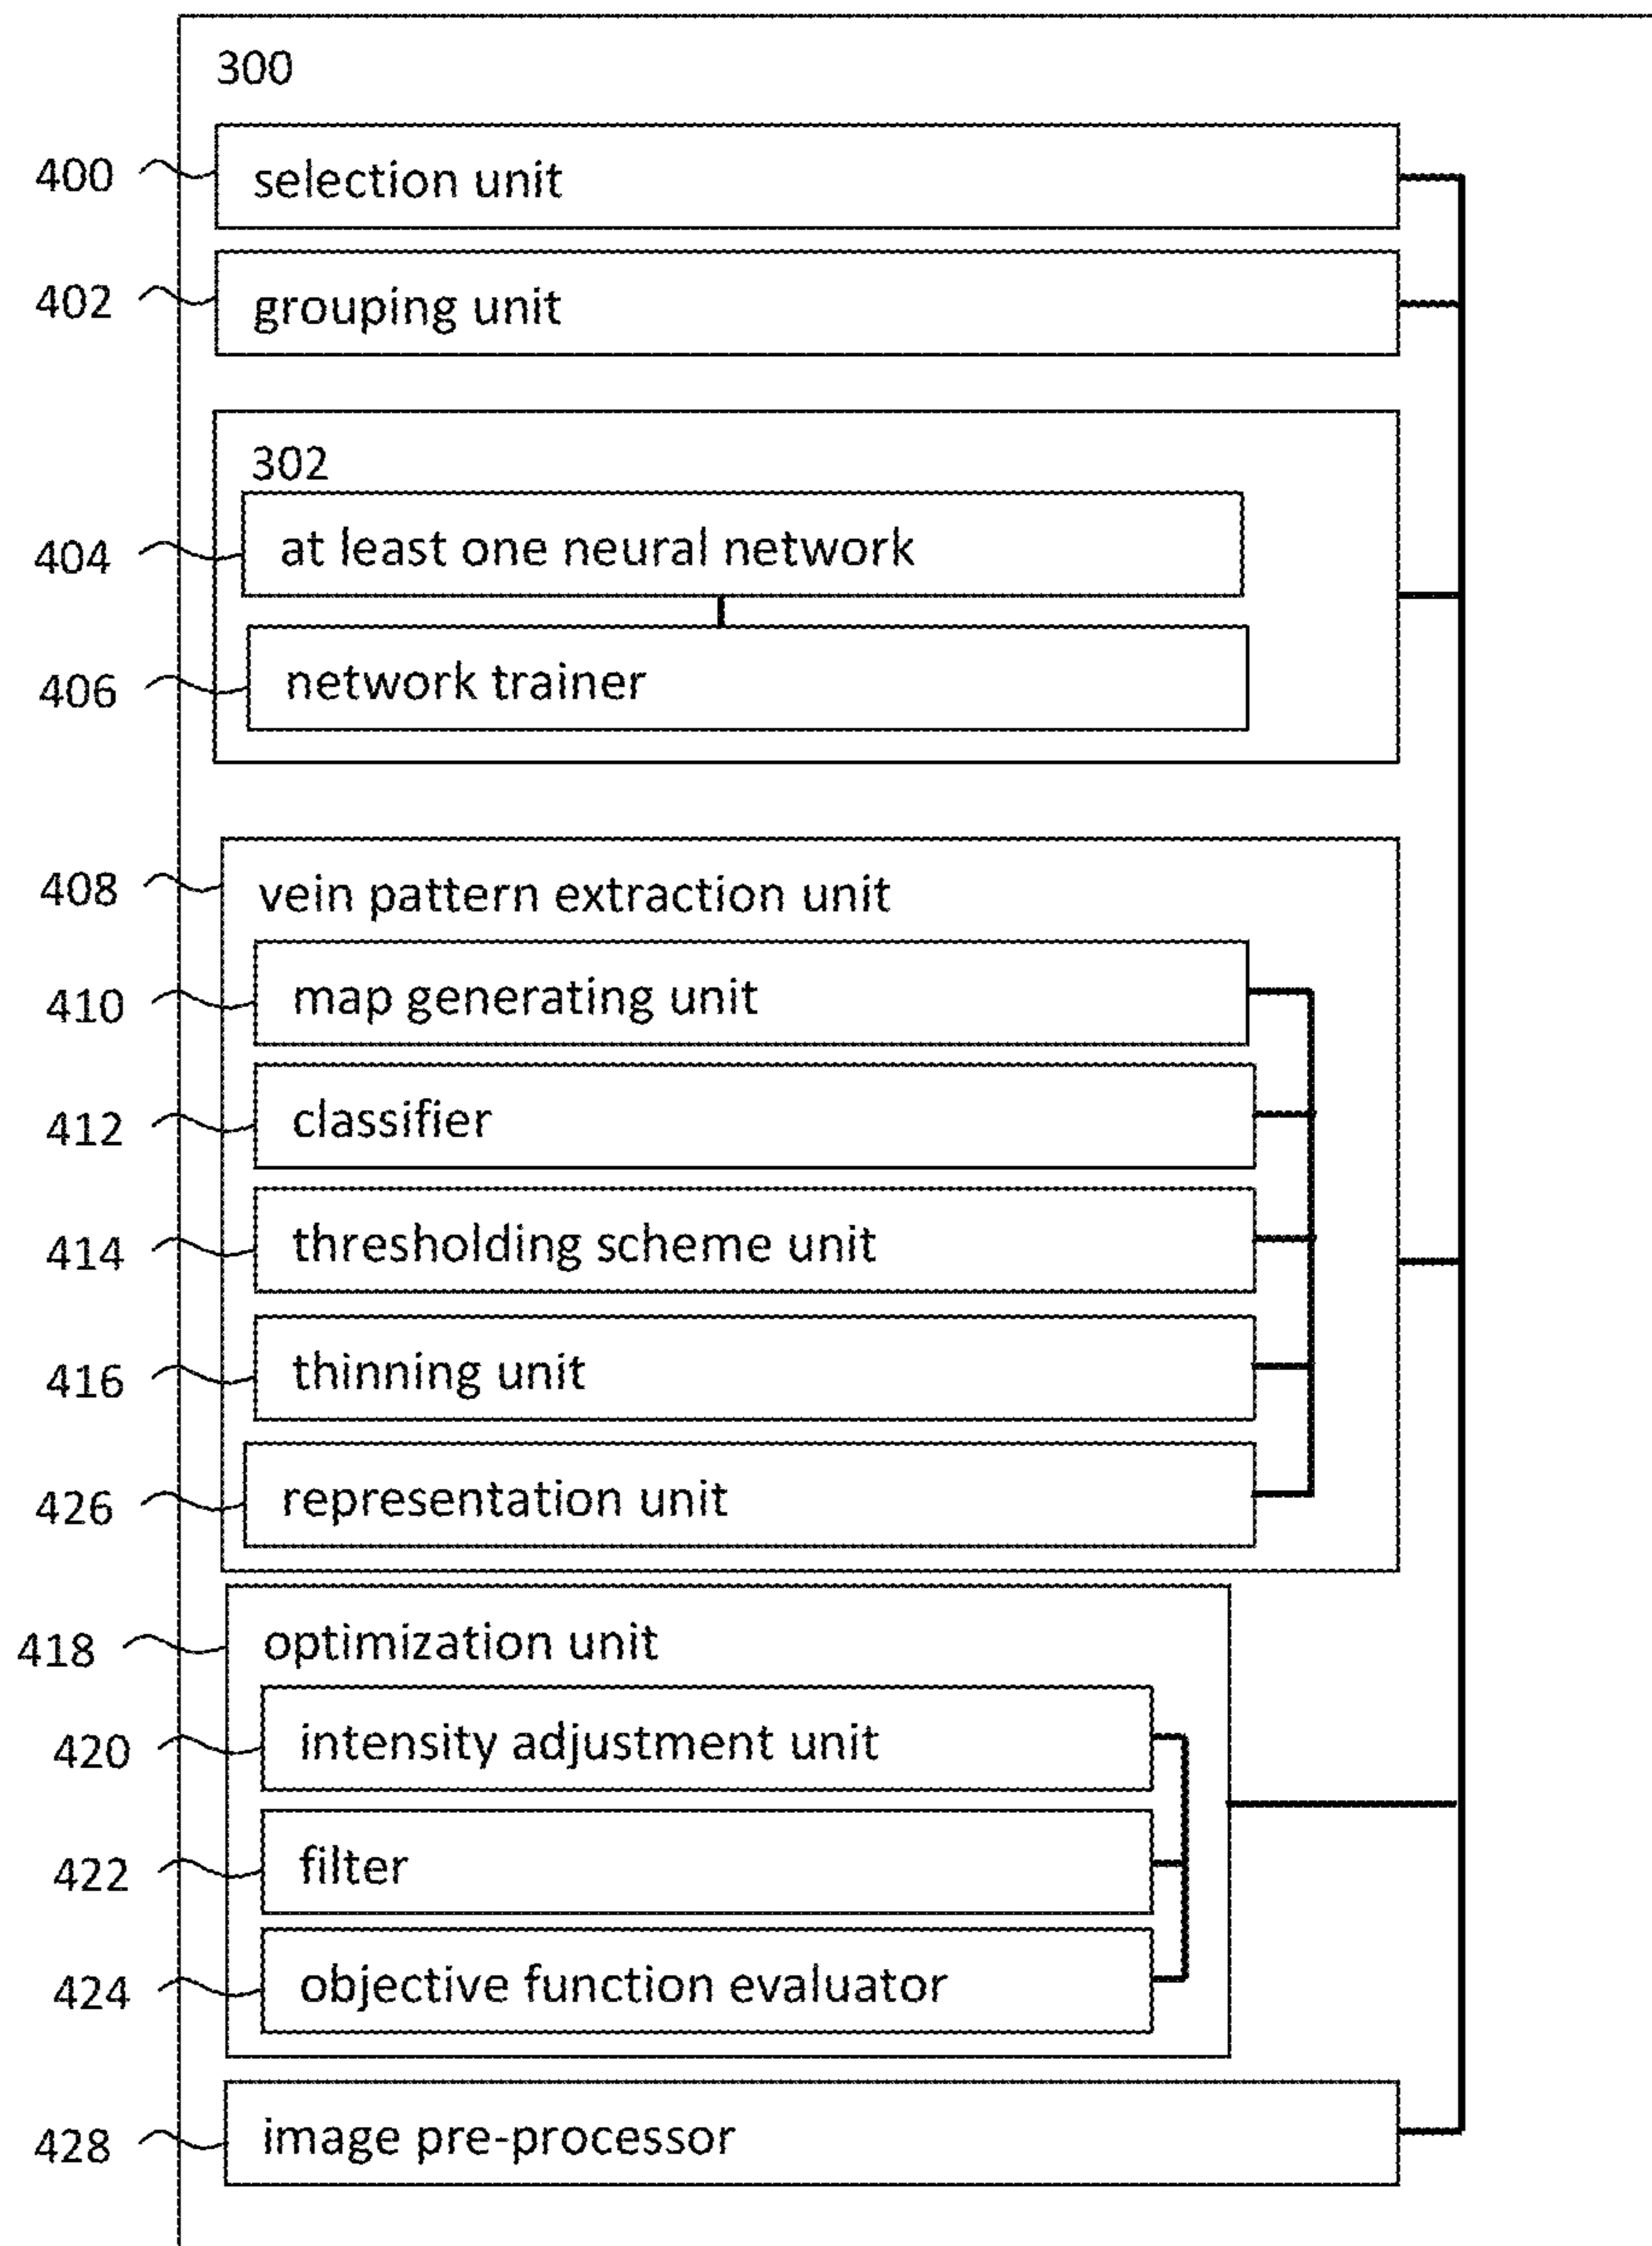 300
400 selection unit
402 grouping unit
302
404 at least one neural network
406 network trainer
408 vein pattern extraction unit
410 map generating unit
412 classifier
414 thresholding scheme unit
416 thinning unit
426 representation unit
418 optimization unit
420 intensity adjustment unit
422 filter
424 objective function evaluator
428 image pre-processor